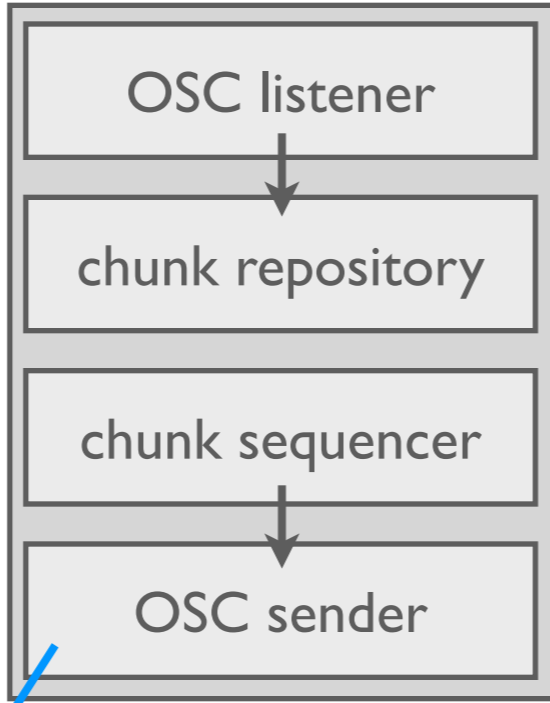 OSC listener
chunk repository
chunk sequencer
OSC sender